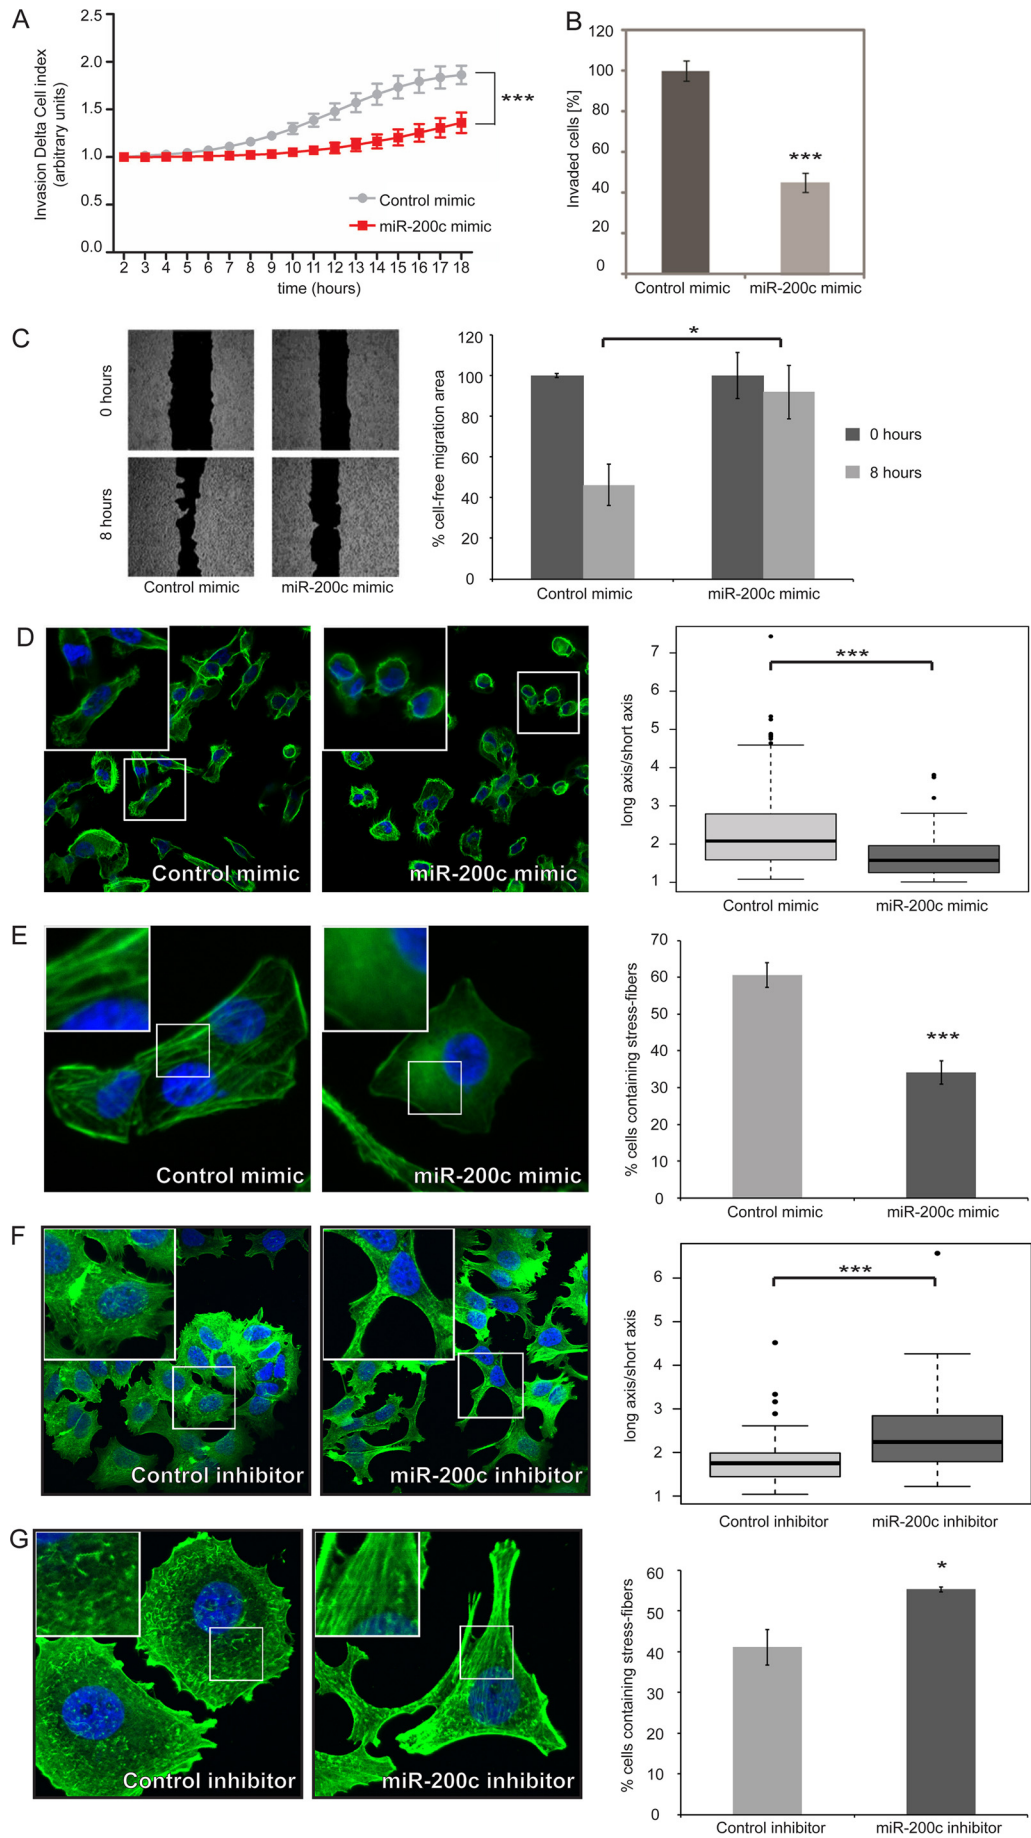 A
Invasion Delta Cell index
(arbitrary units)
2.5
2.0
1.5
1.0
0.5
0.0
***
Control mimic
miR-200c mimic
2 3 4 5 6 7 8 9 10 11 12 13 14 15 16 17 18
time (hours)
B
Invaded cells [%]
120
100
80
60
40
20
0
***
Control mimic miR-200c mimic
C
0 hours
8 hours
Control mimic miR-200c mimic
% cell-free migration area
120
100
80
60
40
20
0
*
0 hours
8 hours
Control mimic miR-200c mimic
D
Control mimic
miR-200c mimic
long axis/short axis
7
6
5
4
3
2
1
***
Control mimic miR-200c mimic
E
Control mimic
miR-200c mimic
% cells containing stress-fibers
70
60
50
40
30
20
10
0
***
Control mimic miR-200c mimic
F
Control inhibitor
miR-200c inhibitor
long axis/short axis
6
5
4
3
2
1
***
Control inhibitor miR-200c inhibitor
G
Control inhibitor
miR-200c inhibitor
% cells containing stress-fibers
60
50
40
30
20
10
0
*
Control inhibitor miR-200c inhibitor